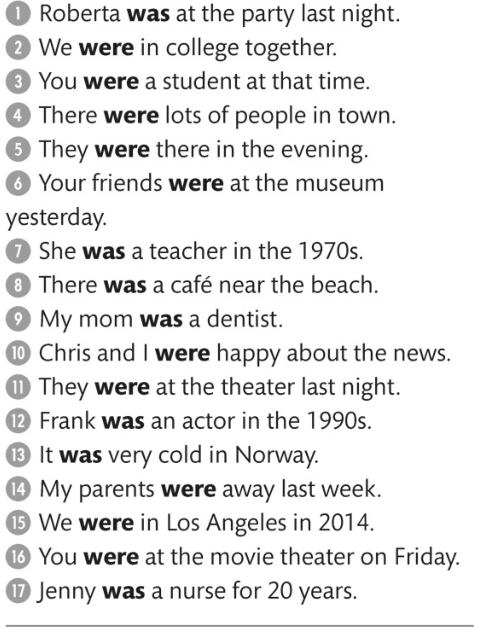 1 Roberta was at the party last night.
2 We were in college together.
3 You were a student at that time.
4 There were lots of people in town.
5 They were there in the evening.
6 Your friends were at the museum
yesterday.
7 She was a teacher in the 1970s.
8 There was a café near the beach.
9 My mom was a dentist.
10 Chris and I were happy about the news.
11 They were at the theater last night.
12 Frank was an actor in the 1990s.
13 It was very cold in Norway.
14 My parents were away last week.
15 We were in Los Angeles in 2014.
16 You were at the movie theater on Friday.
17 Jenny was a nurse for 20 years.